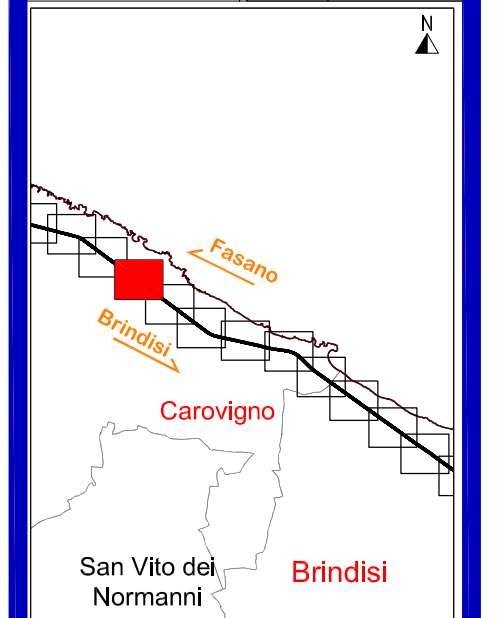 N
Fasano
Brindisi
Carovigno
San Vito dei
Normanni
Brindisi